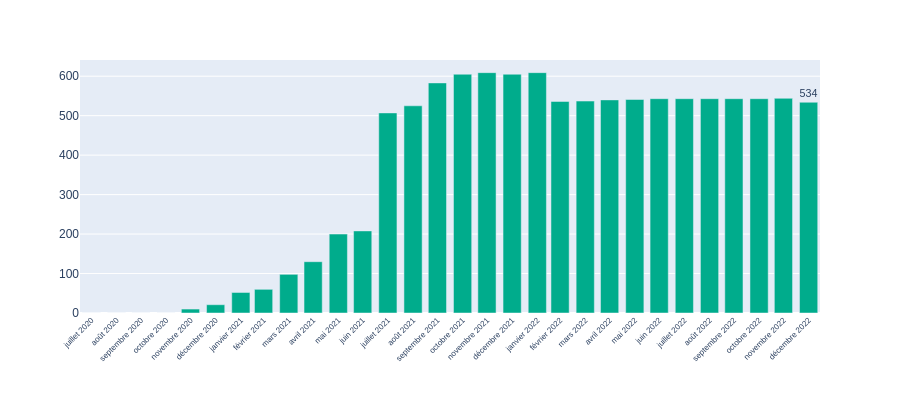 600
500
400
300
200
100
0
534
juillet 2020
août 2020
septembre 2020
octobre 2020
novembre 2020
décembre 2020
janvier 2021
février 2021
mars 2021
avril 2021
mai 2021
juin 2021
juillet 2021
août 2021
septembre 2021
octobre 2021
novembre 2021
décembre 2021
janvier 2022
février 2022
mars 2022
avril 2022
mai 2022
juin 2022
juillet 2022
août 2022
septembre 2022
octobre 2022
novembre 2022
décembre 2022